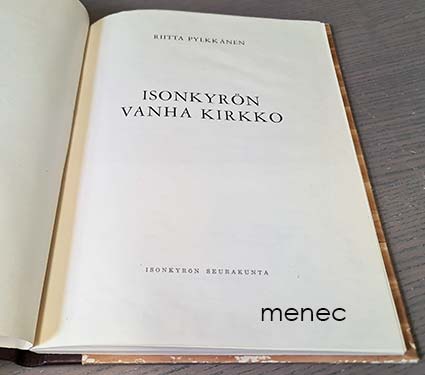 RIITTA PYLKKÄNEN
ISONKYRÖN
VANHA KIRKKO
ISONKYRÖN SEURAKUNTA
menec